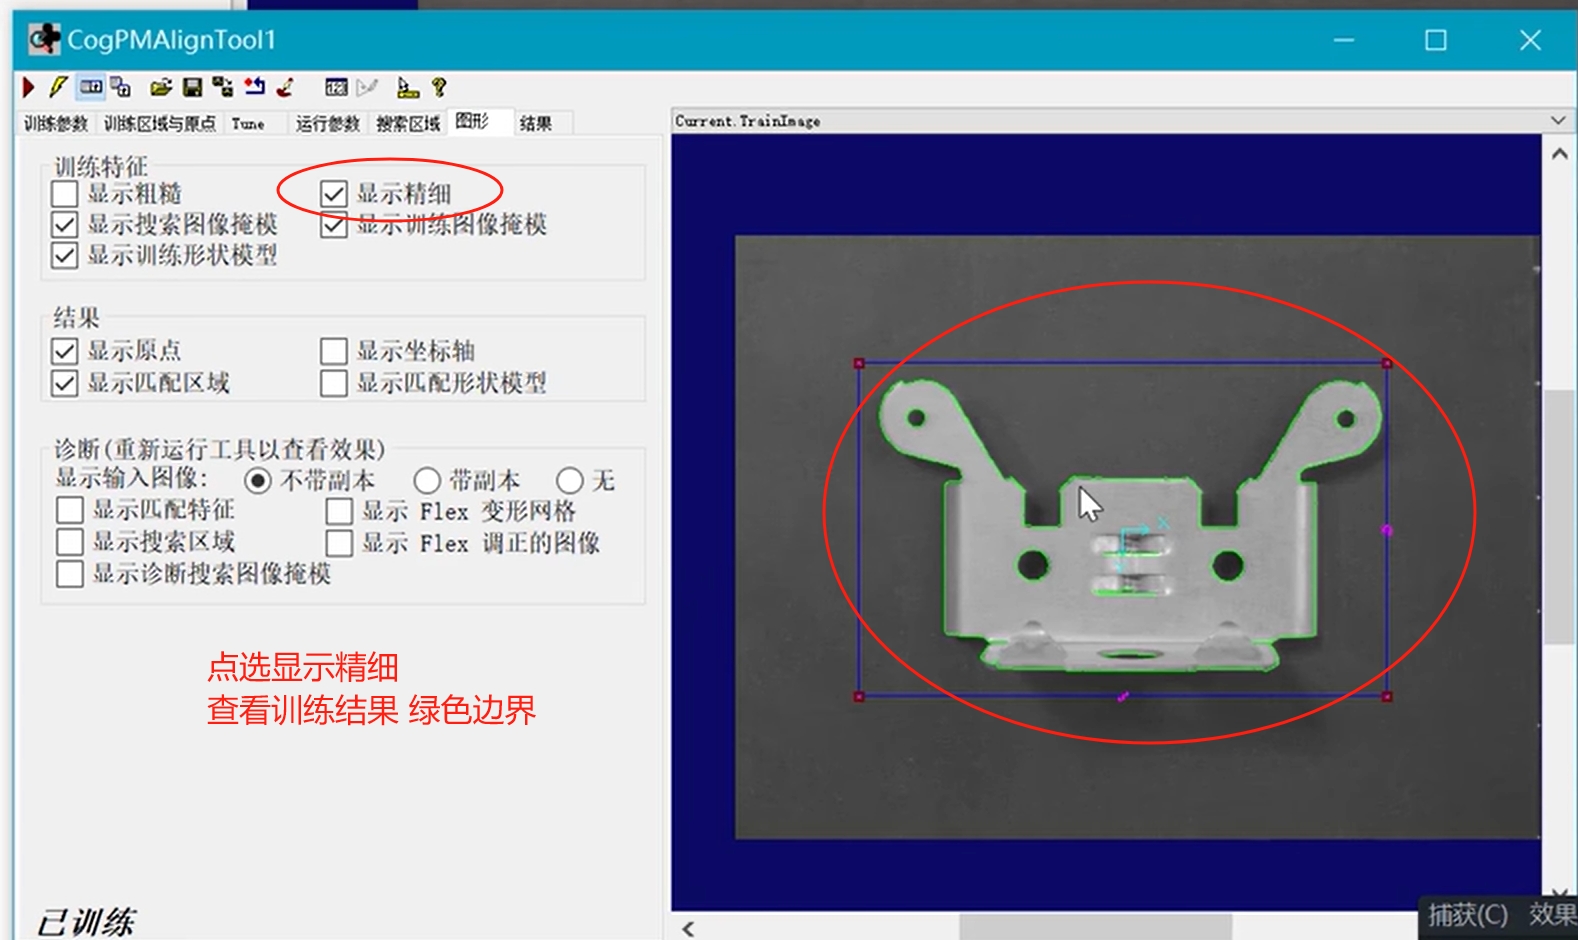 CogPMAlignTool1
训练参数 训练区域与原点 Tune 运行参数 搜索区域 图形 结果
Current.TrainImage
训练特征
显示粗糙 显示精细
显示搜索图像掩模 显示训练图像掩模
显示训练形状模型
结果
显示原点 显示坐标轴
显示匹配区域 显示匹配形状模型
诊断(重新运行工具以查看效果)
显示输入图像: 不带副本 带副本 无
显示匹配特征 显示 Flex 变形网格
显示搜索区域 显示 Flex 调正的图像
显示诊断搜索图像掩模
X
点选显示精细
查看训练结果 绿色边界
已训练
捕获(C) 效果